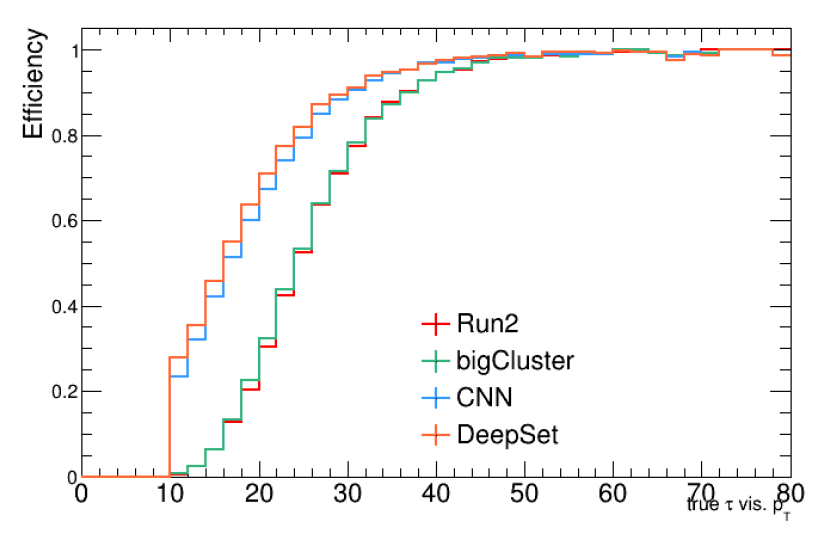 Efficiency
1
0.8
0.6
0.4
0.2
0
Run2
bigCluster
CNN
DeepSet
0 10 20 30 40 50 60 70 80
true τ vis. p_T